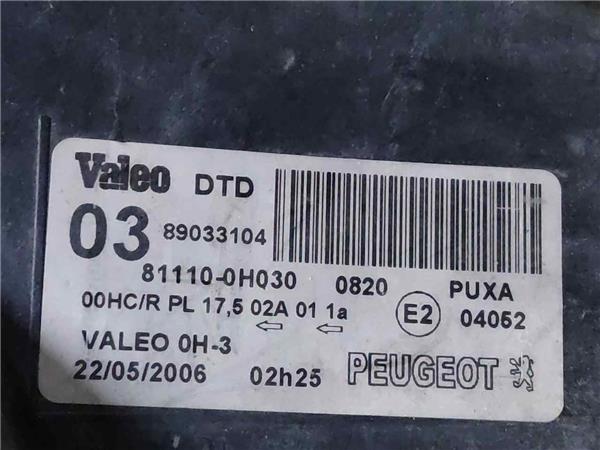 Valeo DTD
03 89033104
81110-0H030 0820 PUXA
00HC/R PL 17,5 02A 01 1a E2 04052
VALEO 0H-3
22/05/2006 02h25 PEUGEOT